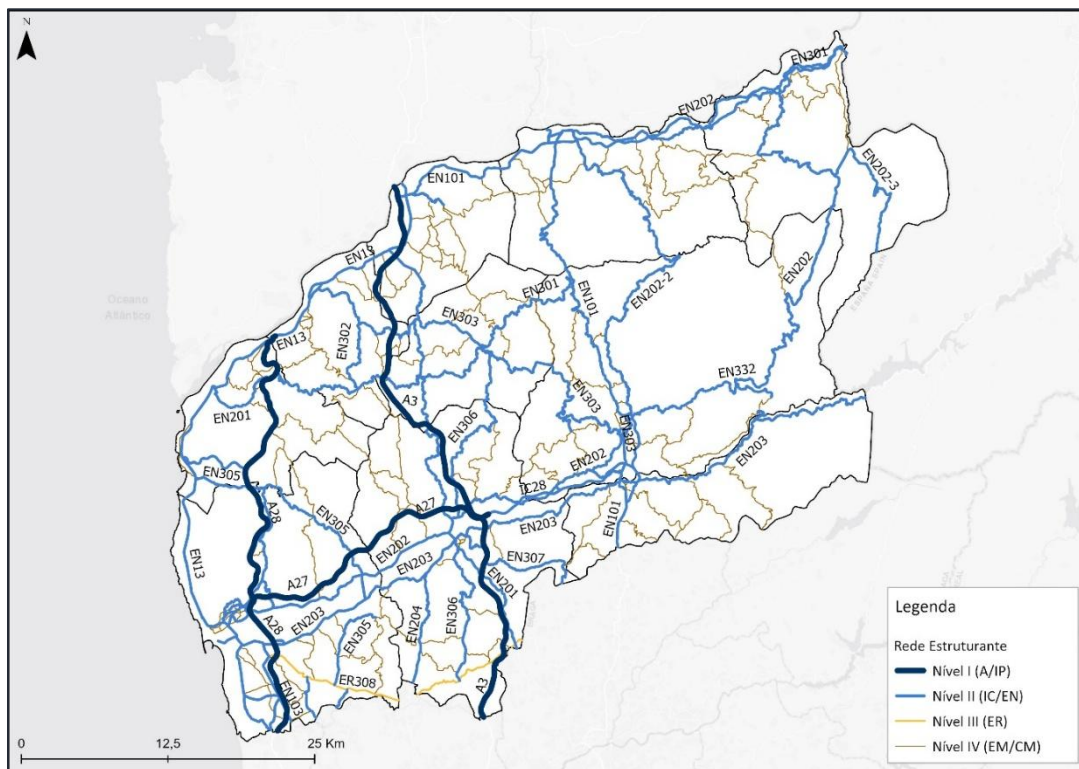 N
EN301
EN202
EN202-3
EN101
EN13
EN202
EN301
EN202-2
EN101
EN303
Oceano
Atlântico
EN302
EN13
EN332
A3
EN201
EN303
EN306
EN303
EN202
EN203
EN305
IC28
A28
EN305
A27
EN203
EN101
EN202
EN203
EN307
A27
EN201
A28
EN203
EN13
EN204
EN306
EN305
ER308
EN103
A3
Legenda
Rede Estruturante
Nível I (A/IP)
Nível II (IC/EN)
Nível III (ER)
Nível IV (EM/CM)
0
12,5
25 Km